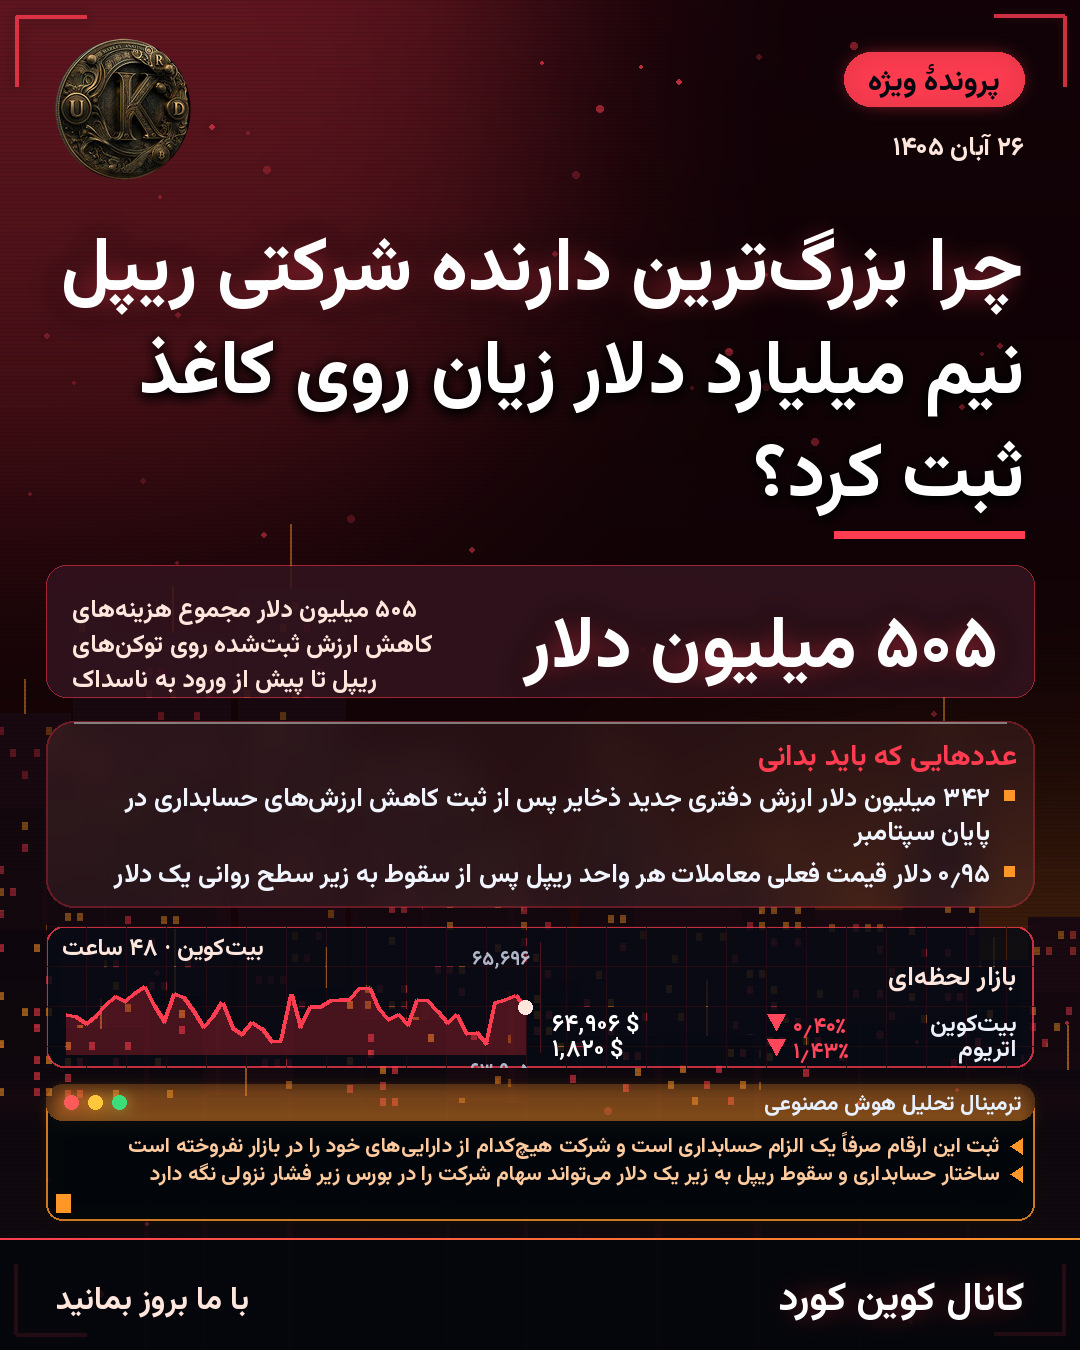 پروندهٔ ویژه
۲۶ آبان ۱۴۰۵
چرا بزرگ‌ترین دارنده شرکتی ریپل
نیم میلیارد دلار زیان روی کاغذ
ثبت کرد؟
۵۰۵ میلیون دلار
۵۰۵ میلیون دلار مجموع هزینه‌های
کاهش ارزش ثبت‌شده روی توکن‌های
ریپل تا پیش از ورود به ناسداک
عددهایی که باید بدانی
۳۴۲ میلیون دلار ارزش دفتری جدید ذخایر پس از ثبت کاهش ارزش‌های حسابداری در
پایان سپتامبر
۰٫۹۵ دلار قیمت فعلی معاملات هر واحد ریپل پس از سقوط به زیر سطح روانی یک دلار
بازار لحظه‌ای
بیت‌کوین ▼ ۰٫۴۰٪ ۶۴,۹۰۶ $
اتریوم ▼ ۱٫۴۳٪ ۱,۸۲۰ $
بیت‌کوین · ۴۸ ساعت
۶۵,۶۹۶
ترمینال تحلیل هوش مصنوعی
ثبت این ارقام صرفاً یک الزام حسابداری است و شرکت هیچ‌کدام از دارایی‌های خود را در بازار نفروخته است
ساختار حسابداری و سقوط ریپل به زیر یک دلار می‌تواند سهام شرکت را در بورس زیر فشار نزولی نگه دارد
کانال کوین کورد
با ما بروز بمانید
K
U
R
D